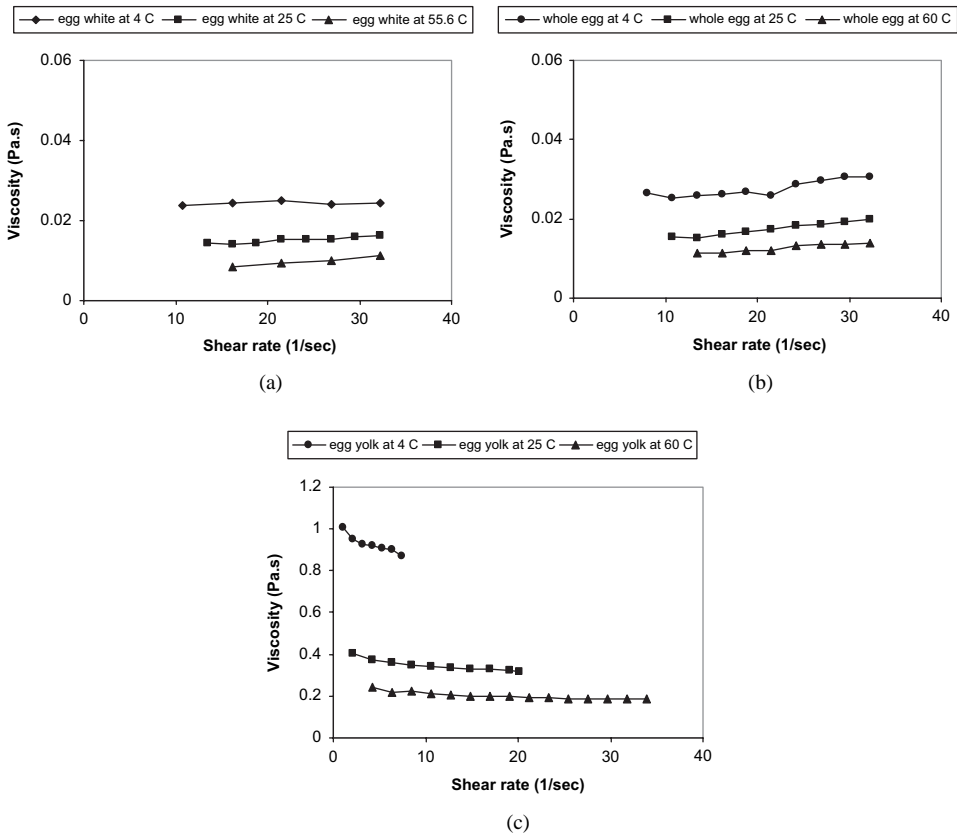 egg white at 4 C egg white at 25 C egg white at 55.6 C
0.06
0.04
0.02
0
Viscosity (Pa.s)
0 10 20 30 40
Shear rate (1/sec)
(a)
whole egg at 4 C whole egg at 25 C whole egg at 60 C
0.06
0.04
0.02
0
Viscosity (Pa.s)
0 10 20 30 40
Shear rate (1/sec)
(b)
egg yolk at 4 C egg yolk at 25 C egg yolk at 60 C
1.2
1
0.8
0.6
0.4
0.2
0
Viscosity (Pa.s)
0 10 20 30 40
Shear rate (1/sec)
(c)